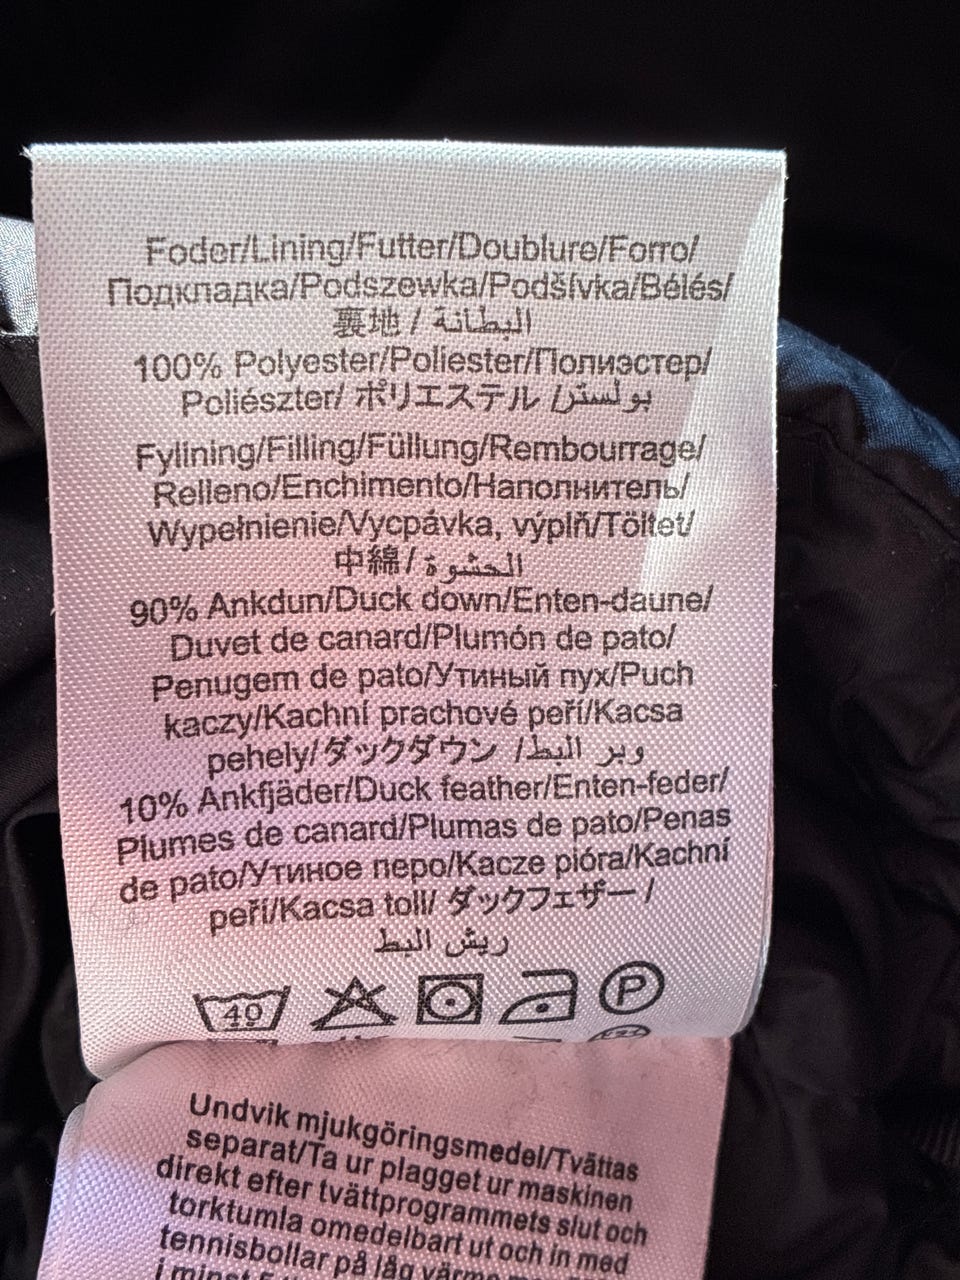 Foder/Lining/Futter/Doublure/Forro/
Подкладка/Podszewka/Podšívka/Bélés/
裏地 / البطانة
100% Polyester/Poliester/Полиэстер/
Poliészter/ ポリエステル /بولستر
Fylining/Filling/Füllung/Rembourrage/
Relleno/Enchimento/Наполнитель/
Wypełnienie/Vycpávka, výplň/Töltet/
中綿/ الحشوة
90% Ankdun/Duck down/Enten-daune/
Duvet de canard/Plumón de pato/
Penugem de pato/Утиный пух/Puch
kaczy/Kachní prachové peří/Kacsa
pehely/ダックダウン /وبر البط
10% Ankfjäder/Duck feather/Enten-feder/
Plumes de canard/Plumas de pato/Penas
de pato/Утиное перо/Kacze pióra/Kachní
peří/Kacsa toll/ ダックフェザー /
ريش البط
40 P
Undvik mjukgöringsmedel/Tvättas
separat/Ta ur plagget ur maskinen
direkt efter tvättprogrammets slut och
torktumla omedelbart ut och in med
tennisbollar på låg värme
i minst 5